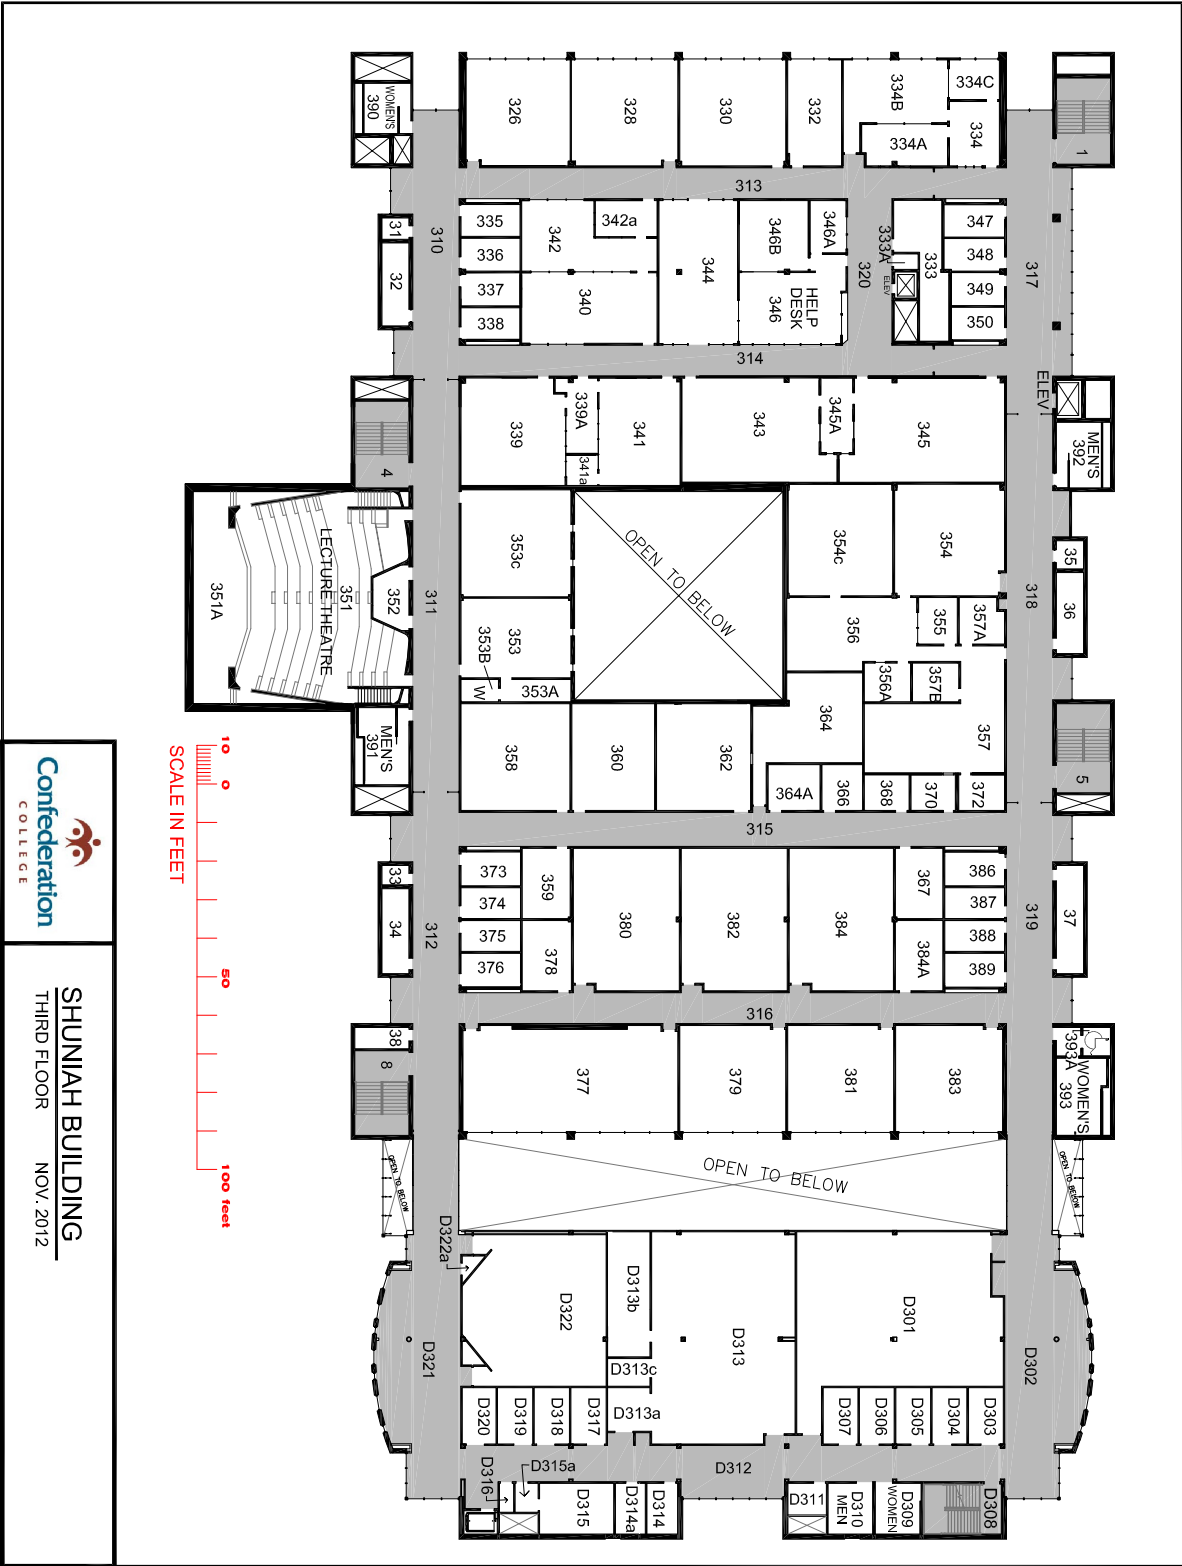 WOMEN'S
390
326
328
330
332
334B
334C
334A
334
1
313
31
32
310
335
336
337
338
342
342a
340
344
346B
346A
HELP
DESK
346
320
333A
333
ELEV
347
348
349
350
317
314
ELEV
4
339
339A
341
341a
343
345A
345
MEN'S
392
351A
LECTURE THEATRE
351
352
311
353c
353
353B
W
353A
OPEN TO BELOW
354c
354
356
355
357A
356A
357B
364
357
318
35
36
MEN'S
391
358
360
362
364A
366
368
370
372
5
315
33
34
312
373
374
375
376
359
378
380
382
384
367
384A
386
387
388
389
319
37
316
38
8
377
379
381
383
393A
WOMEN'S
393
OPEN TO BELOW
OPEN TO BELOW
OPEN TO BELOW
D322a
D322
D313b
D313
D313c
D313a
D301
D321
D302
D320
D319
D318
D317
D307
D306
D305
D304
D303
D312
D316
D315a
D315
D314a
D314
D311
D310
MEN
D309
WOMEN
D308
10
0
50
100 feet
SCALE IN FEET
Confederation
COLLEGE
SHUNIAH BUILDING
THIRD FLOOR NOV. 2012